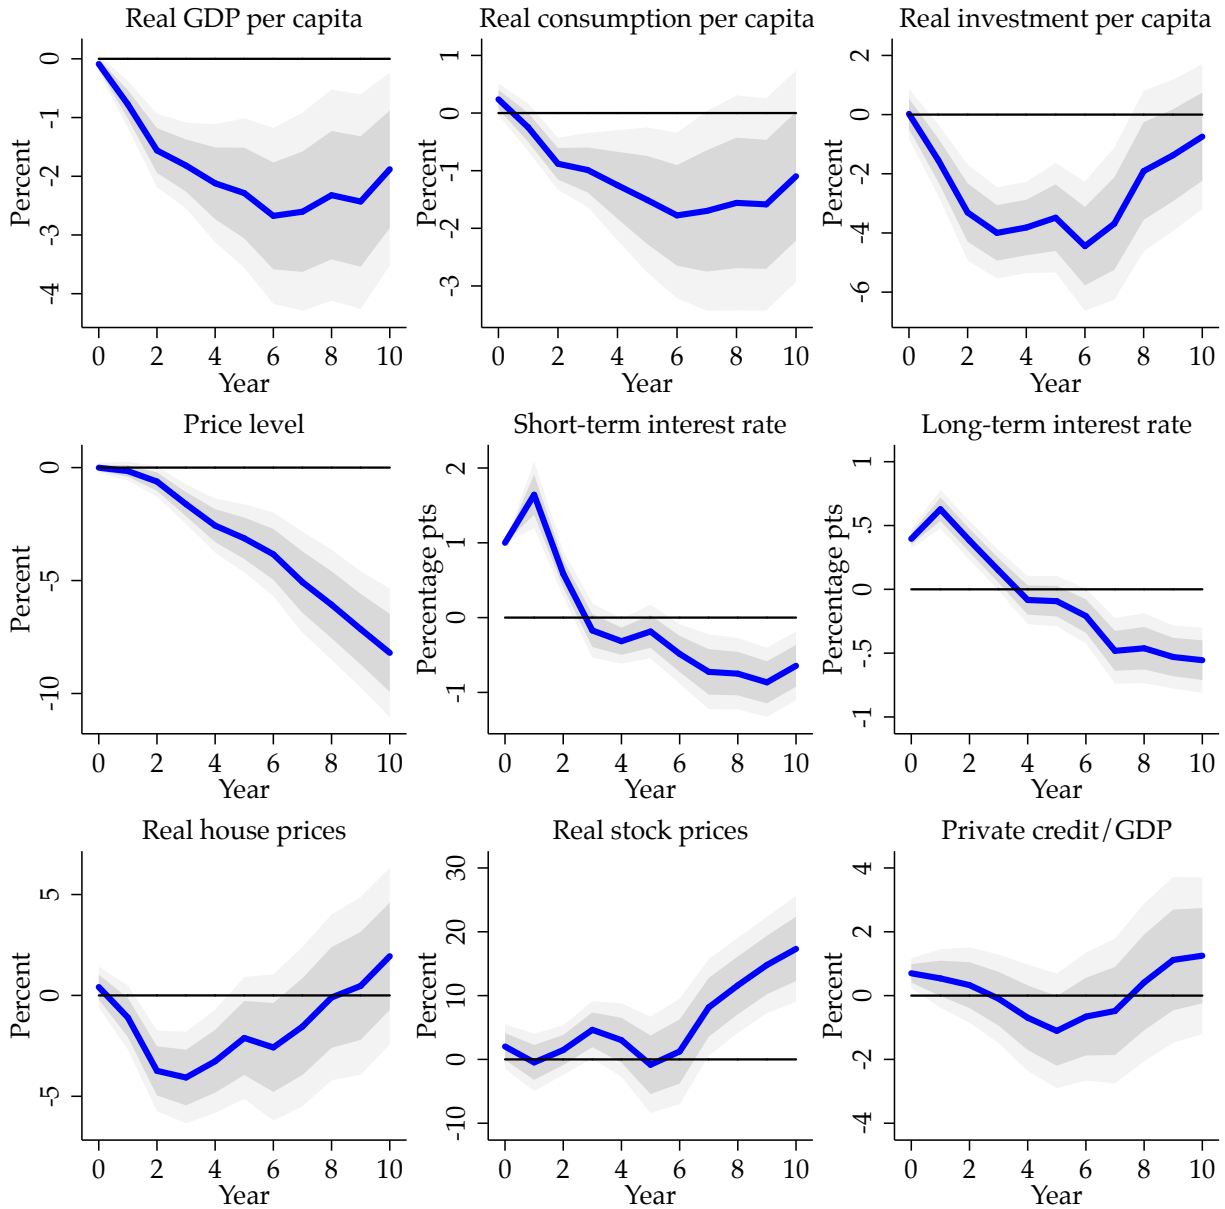 Real GDP per capita
Percent
0
-1
-2
-3
-4
0 2 4 6 8 10
Year
Real consumption per capita
Percent
1
0
-1
-2
-3
0 2 4 6 8 10
Year
Real investment per capita
Percent
2
0
-2
-4
-6
0 2 4 6 8 10
Year
Price level
Percent
0
-5
-10
0 2 4 6 8 10
Year
Short-term interest rate
Percentage pts
2
1
0
-1
0 2 4 6 8 10
Year
Long-term interest rate
Percentage pts
1
.5
0
-.5
-1
0 2 4 6 8 10
Year
Real house prices
Percent
5
0
-5
0 2 4 6 8 10
Year
Real stock prices
Percent
30
20
10
0
-10
0 2 4 6 8 10
Year
Private credit/GDP
Percent
4
2
0
-2
-4
0 2 4 6 8 10
Year